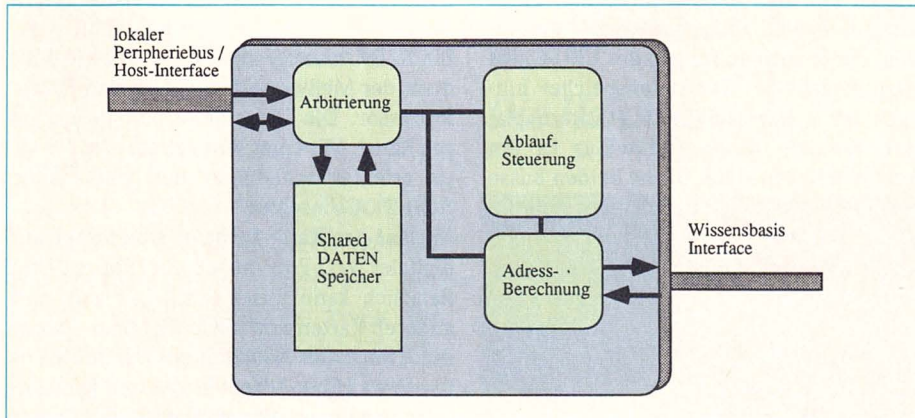 lokaler
Peripheriebus /
Host-Interface
Arbitrierung
Ablauf-
Steuerung
Shared
DATEN
Speicher
Adress-
Berechnung
Wissensbasis
Interface